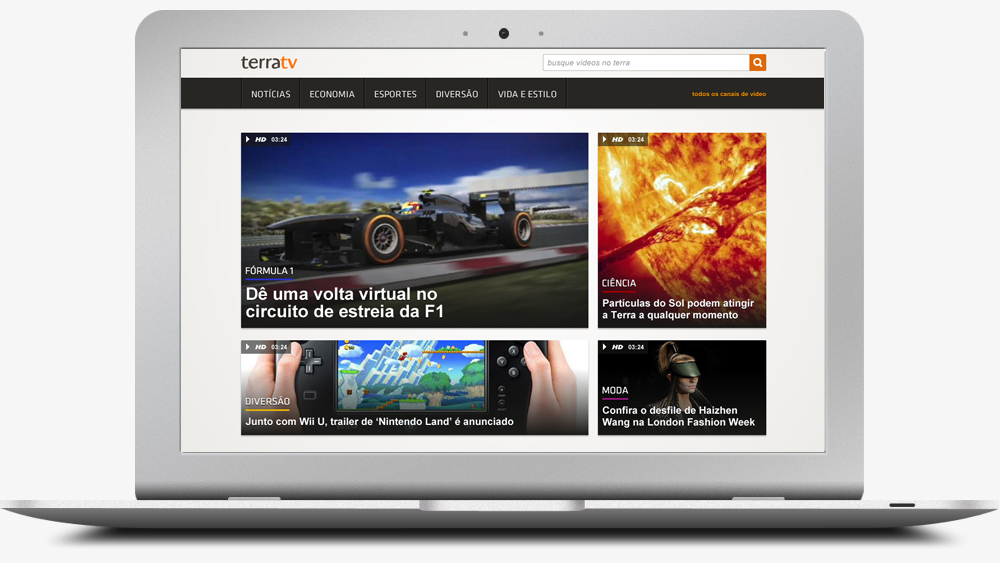 terratv
busque vídeos no terra
NOTÍCIAS
ECONOMIA
ESPORTES
DIVERSÃO
VIDA E ESTILO
todos os canais de vídeo
HD 03:24
FÓRMULA 1
Dê uma volta virtual no
circuito de estreia da F1
HD 03:24
CIÊNCIA
Partículas do Sol podem atingir
a Terra a qualquer momento
HD 03:24
DIVERSÃO
Junto com Wii U, trailer de ‘Nintendo Land’ é anunciado
HD 03:24
MODA
Confira o desfile de Haizhen
Wang na London Fashion Week